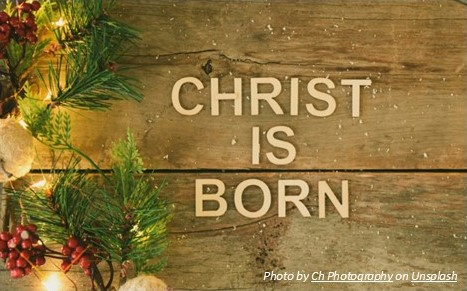 CHRIST
IS
BORN
Photo by Ch Photography on Unsplash